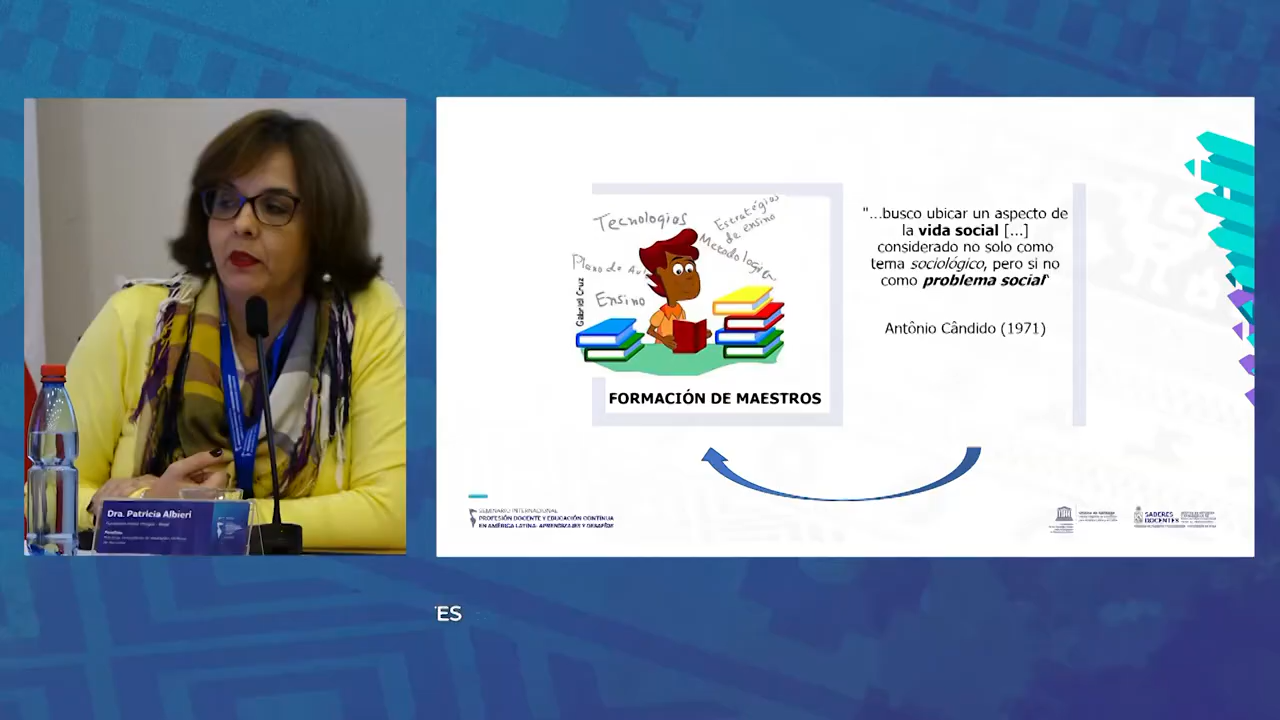 Dra. Patricia Albieri
Tecnologías
Estratégias
de ensino
Metodologica
Plano de Au
Ensino
Gabriel Cruz
FORMACIÓN DE MAESTROS
"...busco ubicar un aspecto de
la vida social [...]
considerado no solo como
tema sociológico, pero si no
como problema social"
Antônio Cândido (1971)
SEMINARIO INTERNACIONAL
PROFESIÓN DOCENTE Y EDUCACIÓN CONTINUA
EN AMÉRICA LATINA: APRENDIZAJES Y DESAFÍOS
SABERES
DOCENTES
ES